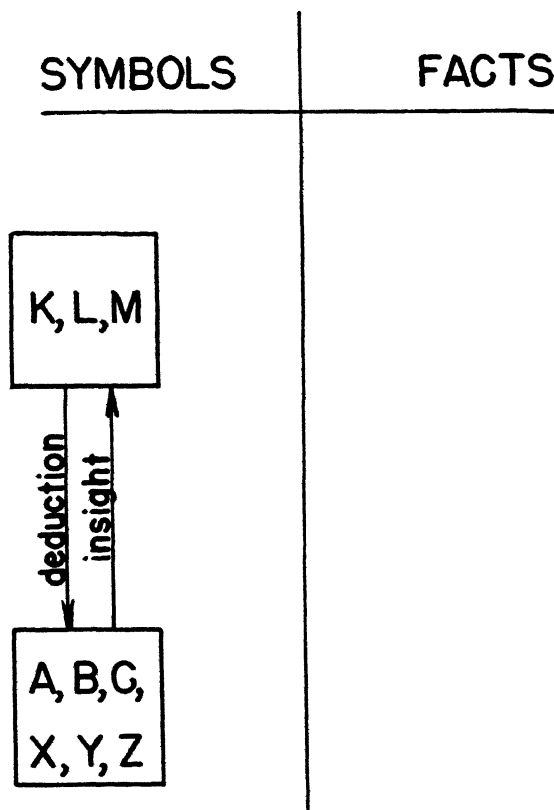 SYMBOLS
FACTS
K, L, M
deduction
insight
A, B, C,
X, Y, Z